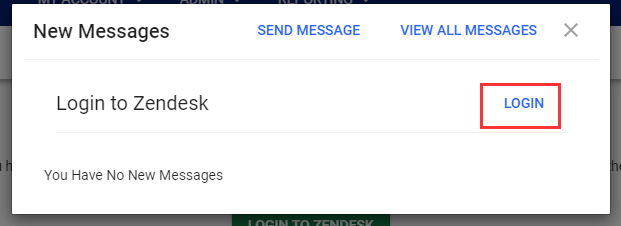 New Messages SEND MESSAGE VIEW ALL MESSAGES
Login to Zendesk LOGIN
You Have No New Messages
LOGIN TO ZENDESK